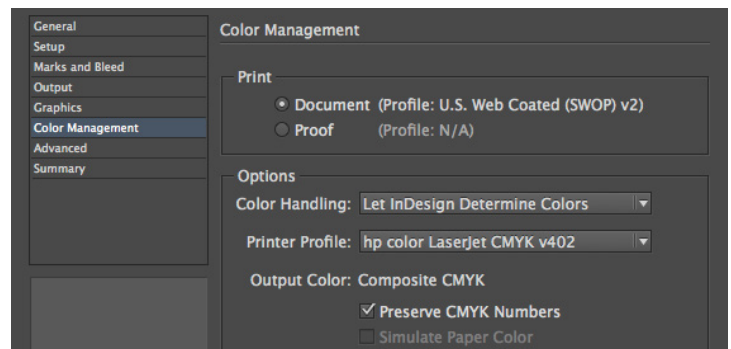 General
Setup
Marks and Bleed
Output
Graphics
Color Management
Advanced
Summary
Color Management
Print
Document (Profile: U.S. Web Coated (SWOP) v2)
Proof (Profile: N/A)
Options
Color Handling: Let InDesign Determine Colors
Printer Profile: hp color LaserJet CMYK v402
Output Color: Composite CMYK
Preserve CMYK Numbers
Simulate Paper Color